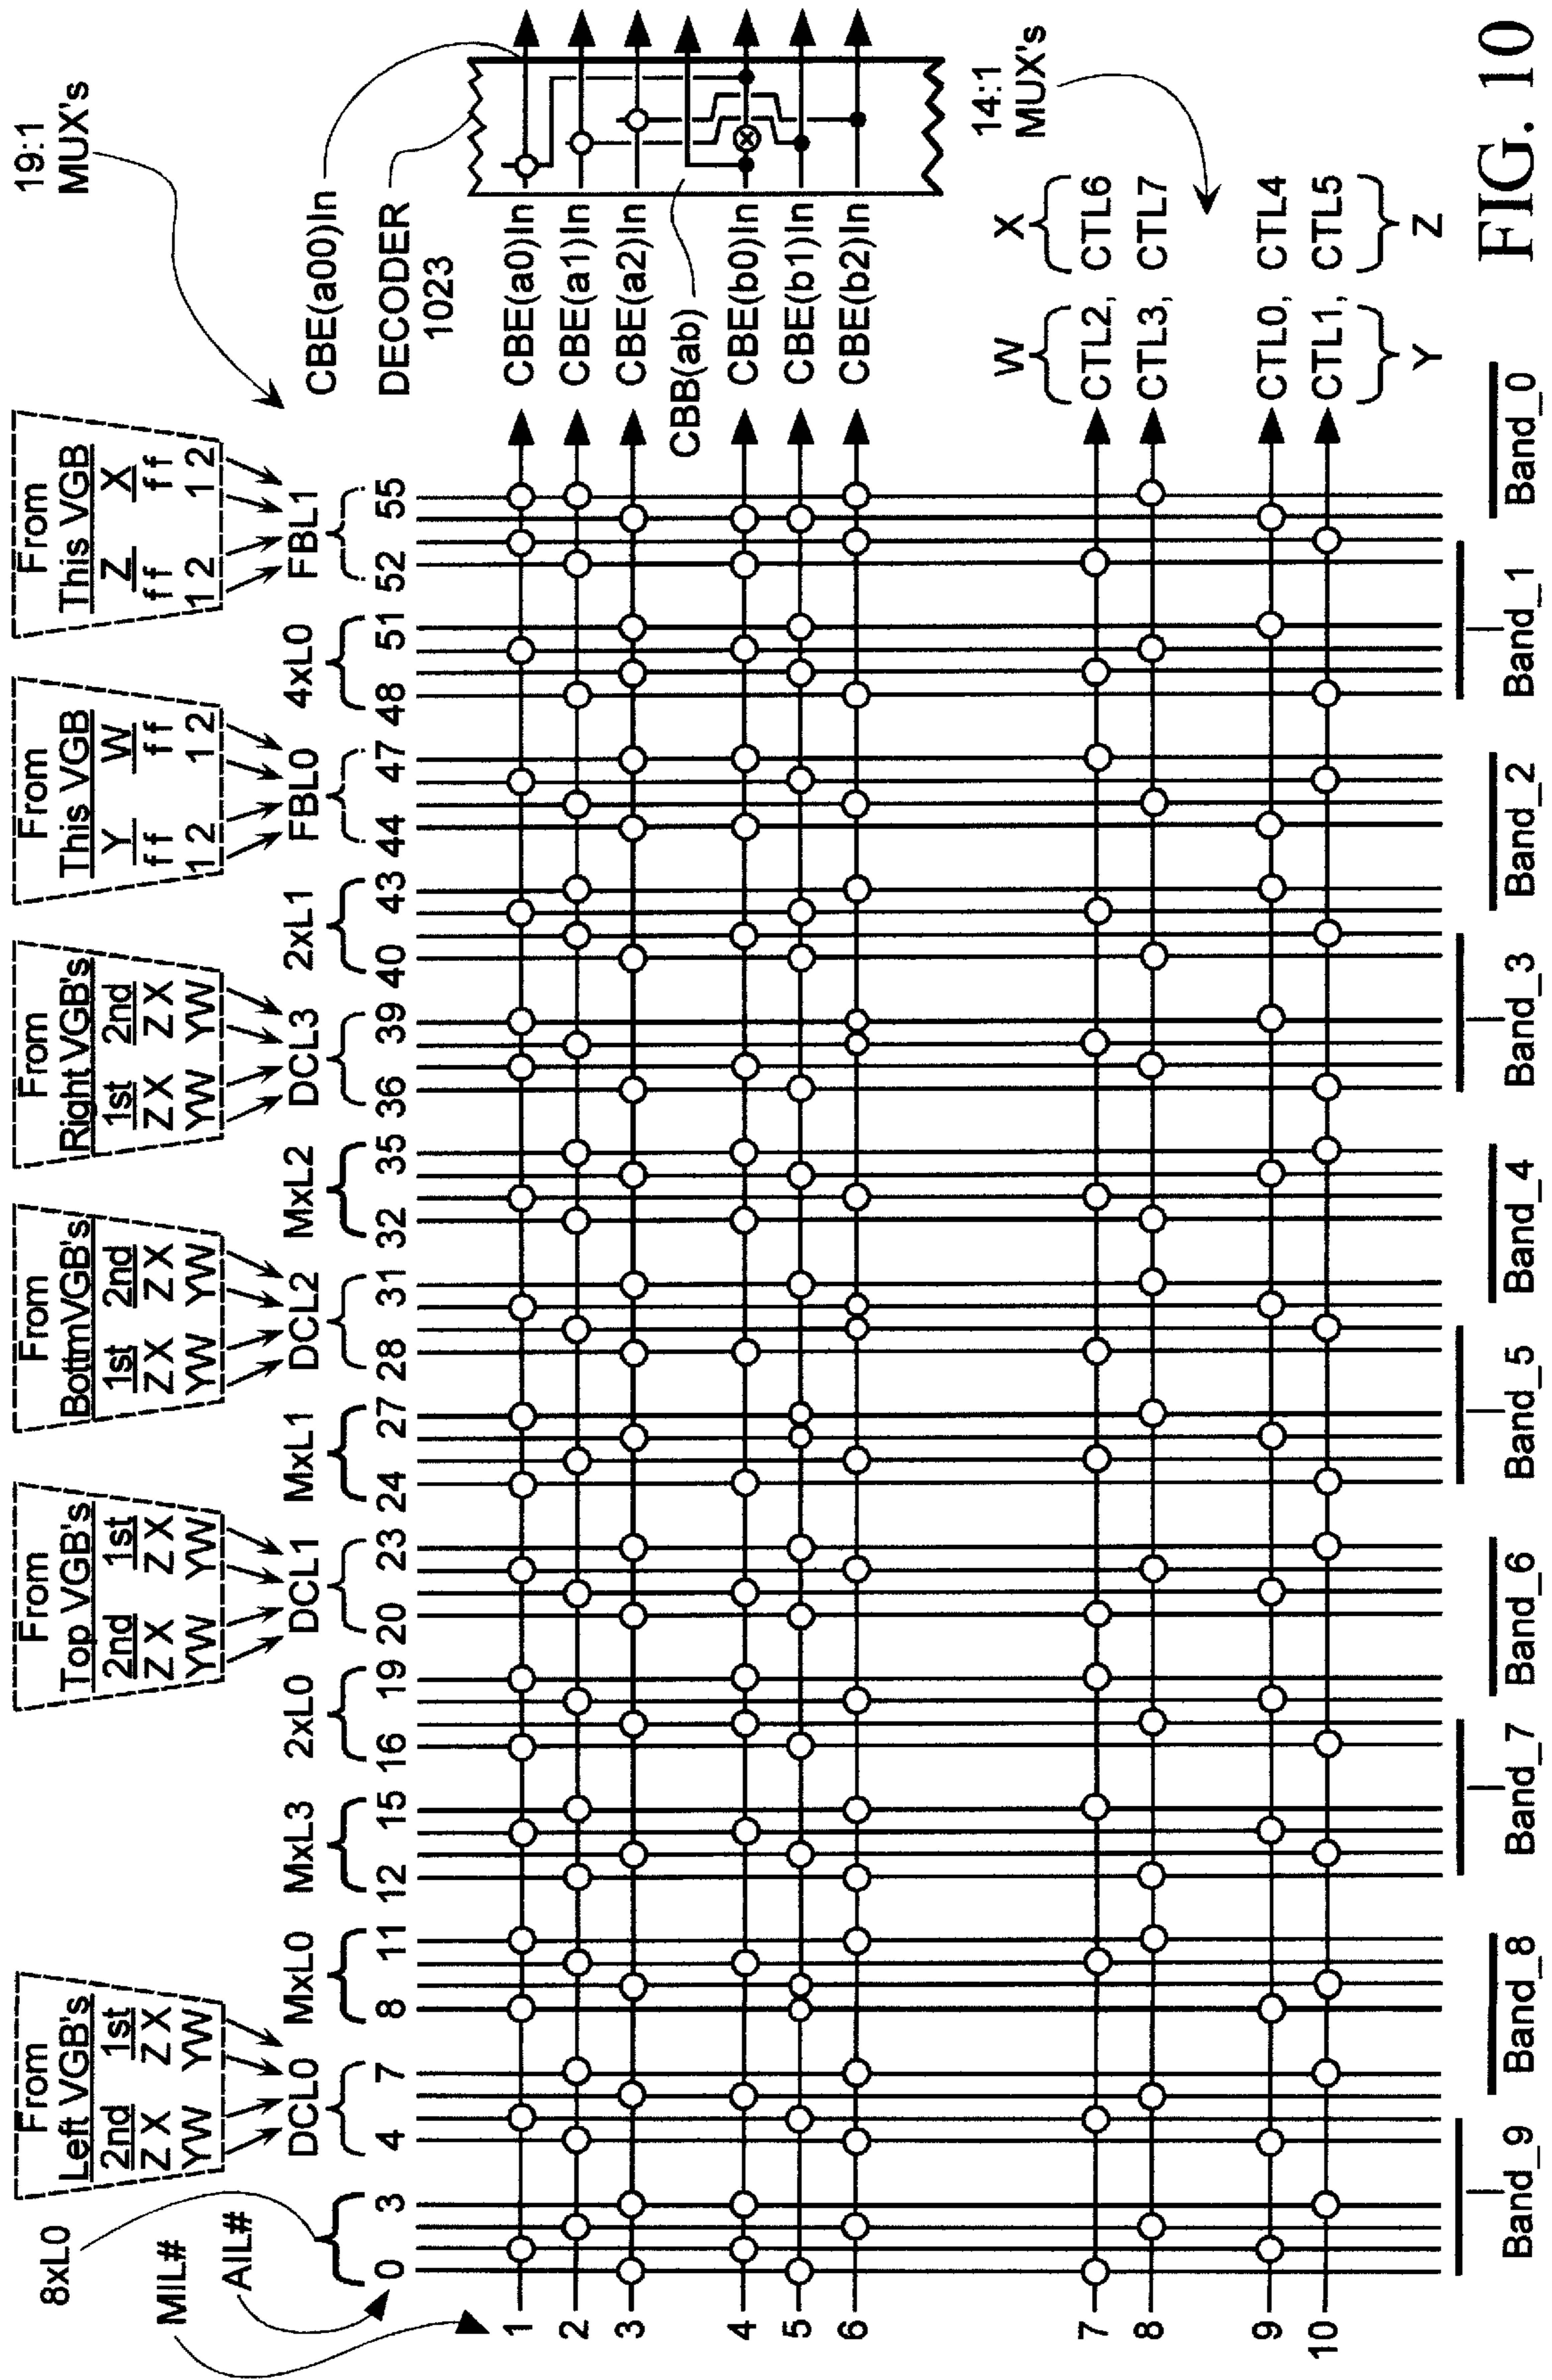 19:1
MUX's
From
Left VGB's
2nd 1st
ZX ZX
YW YW
From
Top VGB's
2nd 1st
ZX ZX
YW YW
From
BottmVGB's
1st 2nd
ZX ZX
YW YW
From
Right VGB's
1st 2nd
ZX ZX
YW YW
From
This VGB
Y W
ff ff
12 12
From
This VGB
Z X
ff ff
12 12
8xL0
DCL0
MxL0
MxL3
2xL0
DCL1
MxL1
DCL2
MxL2
DCL3
2xL1
FBL0
4xL0
FBL1
MIL#
AIL#
0 3 4 7 8 11 12 15 16 19 20 23 24 27 28 31 32 35 36 39 40 43 44 47 48 51 52 55
CBE(a00)In
DECODER
1023
1 CBE(a0)In
2 CBE(a1)In
3 CBE(a2)In
CBB(ab)
4 CBE(b0)In
5 CBE(b1)In
6 CBE(b2)In
14:1
MUX's
W X
7 CTL2, CTL6
8 CTL3, CTL7
9 CTL0, CTL4
10 CTL1, CTL5
Y Z
Band_9 Band_8 Band_7 Band_6 Band_5 Band_4 Band_3 Band_2 Band_1 Band_0
FIG. 10